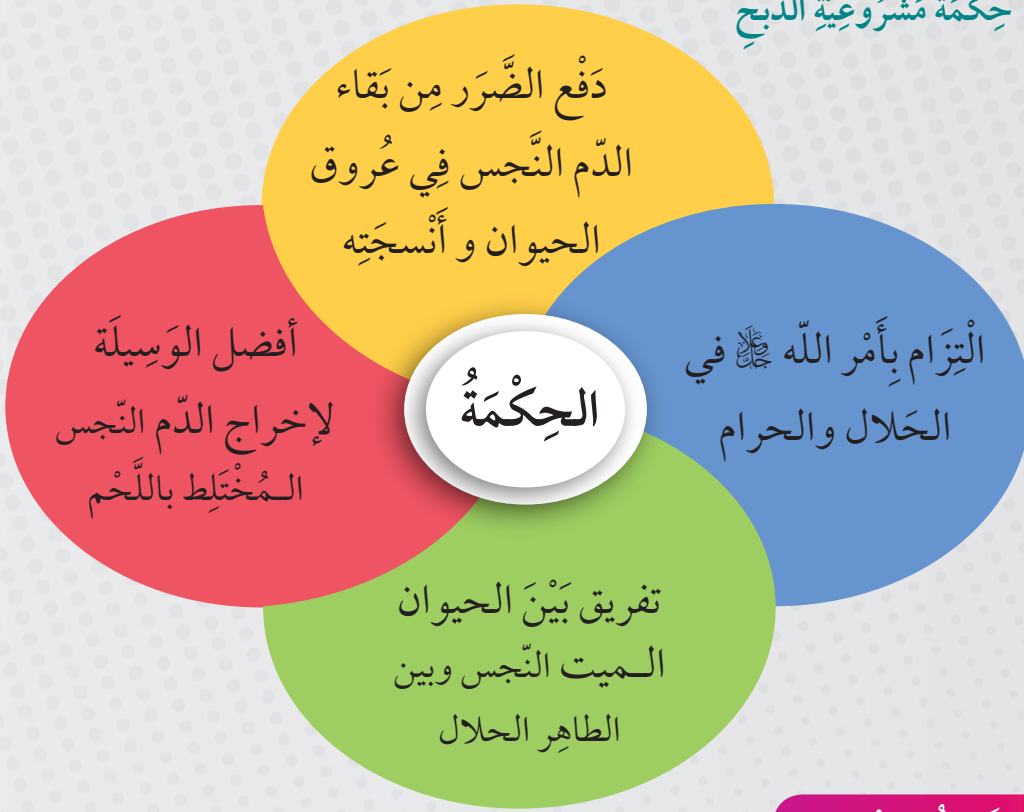 حِكْمَة مَشْرُوعِيَّةِ الذَّبحِ
دَفْع الضَّرَر مِن بَقاء
الدّم النَّجس فِي عُروق
الحيوان و أَنْسجَتِه
الْتِزَام بِأَمْر اللّه ﷻ في
الحَلال والحرام
الحِكْمَةُ
أفضل الوَسِيلَة
لإخراج الدّم النّجس
الـمُخْتَلِط باللَّحْم
تفريق بَيْنَ الحيوان
الـميت النّجس وبين
الطاهِر الحلال